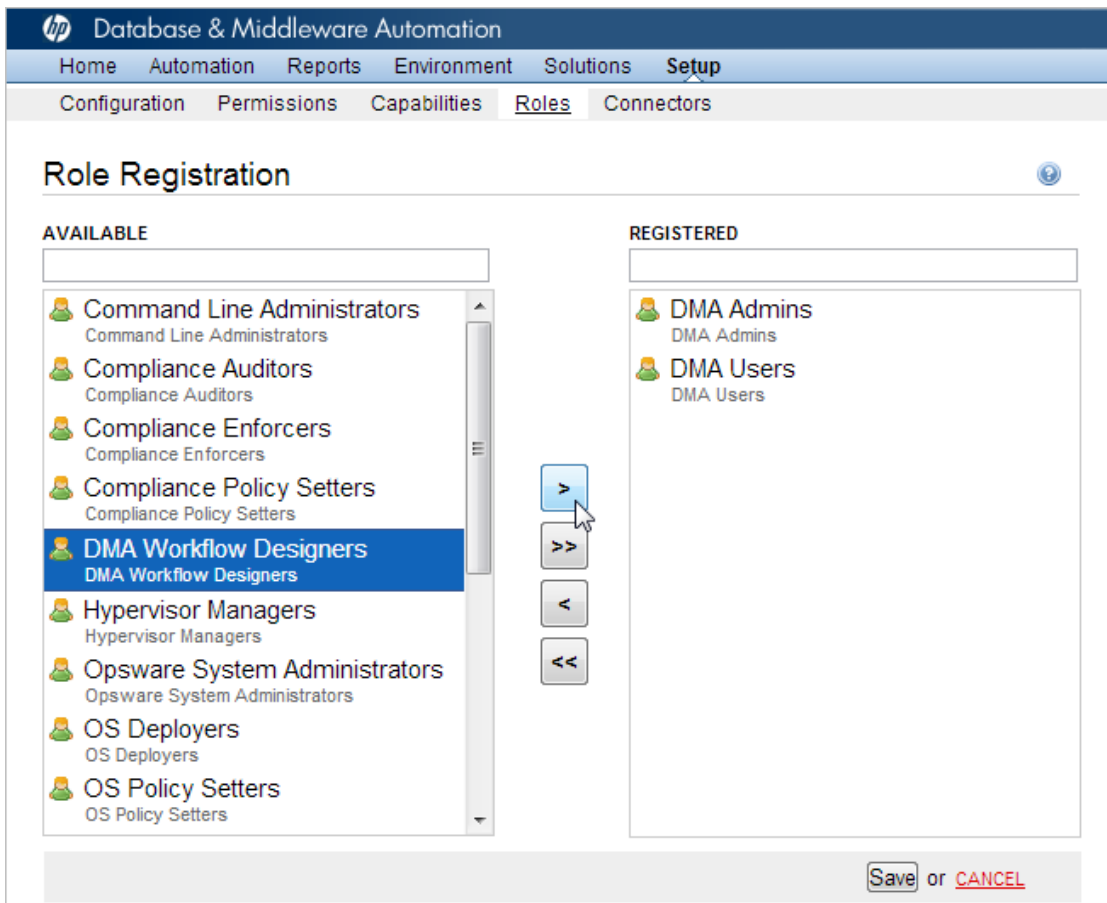 hp Database & Middleware Automation
Home Automation Reports Environment Solutions Setup
Configuration Permissions Capabilities Roles Connectors
Role Registration ?
AVAILABLE
Command Line Administrators
Command Line Administrators
Compliance Auditors
Compliance Auditors
Compliance Enforcers
Compliance Enforcers
Compliance Policy Setters
Compliance Policy Setters
DMA Workflow Designers
DMA Workflow Designers
Hypervisor Managers
Hypervisor Managers
Opsware System Administrators
Opsware System Administrators
OS Deployers
OS Deployers
OS Policy Setters
OS Policy Setters
>
>>
<
<<
REGISTERED
DMA Admins
DMA Admins
DMA Users
DMA Users
Save or CANCEL